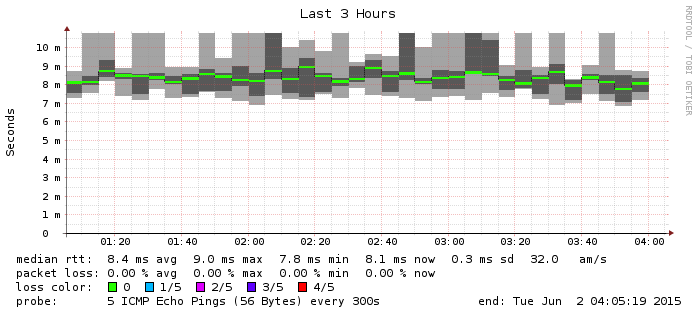 Last 3 Hours
RRDTOOL / TOBI OETIKER
Seconds
10 m
9 m
8 m
7 m
6 m
5 m
4 m
3 m
2 m
1 m
0
01:20 01:40 02:00 02:20 02:40 03:00 03:20 03:40 04:00
median rtt: 8.4 ms avg 9.0 ms max 7.8 ms min 8.1 ms now 0.3 ms sd 32.0 am/s
packet loss: 0.00 % avg 0.00 % max 0.00 % min 0.00 % now
loss color: 0 1/5 2/5 3/5 4/5
probe: 5 ICMP Echo Pings (56 Bytes) every 300s end: Tue Jun 2 04:05:19 2015